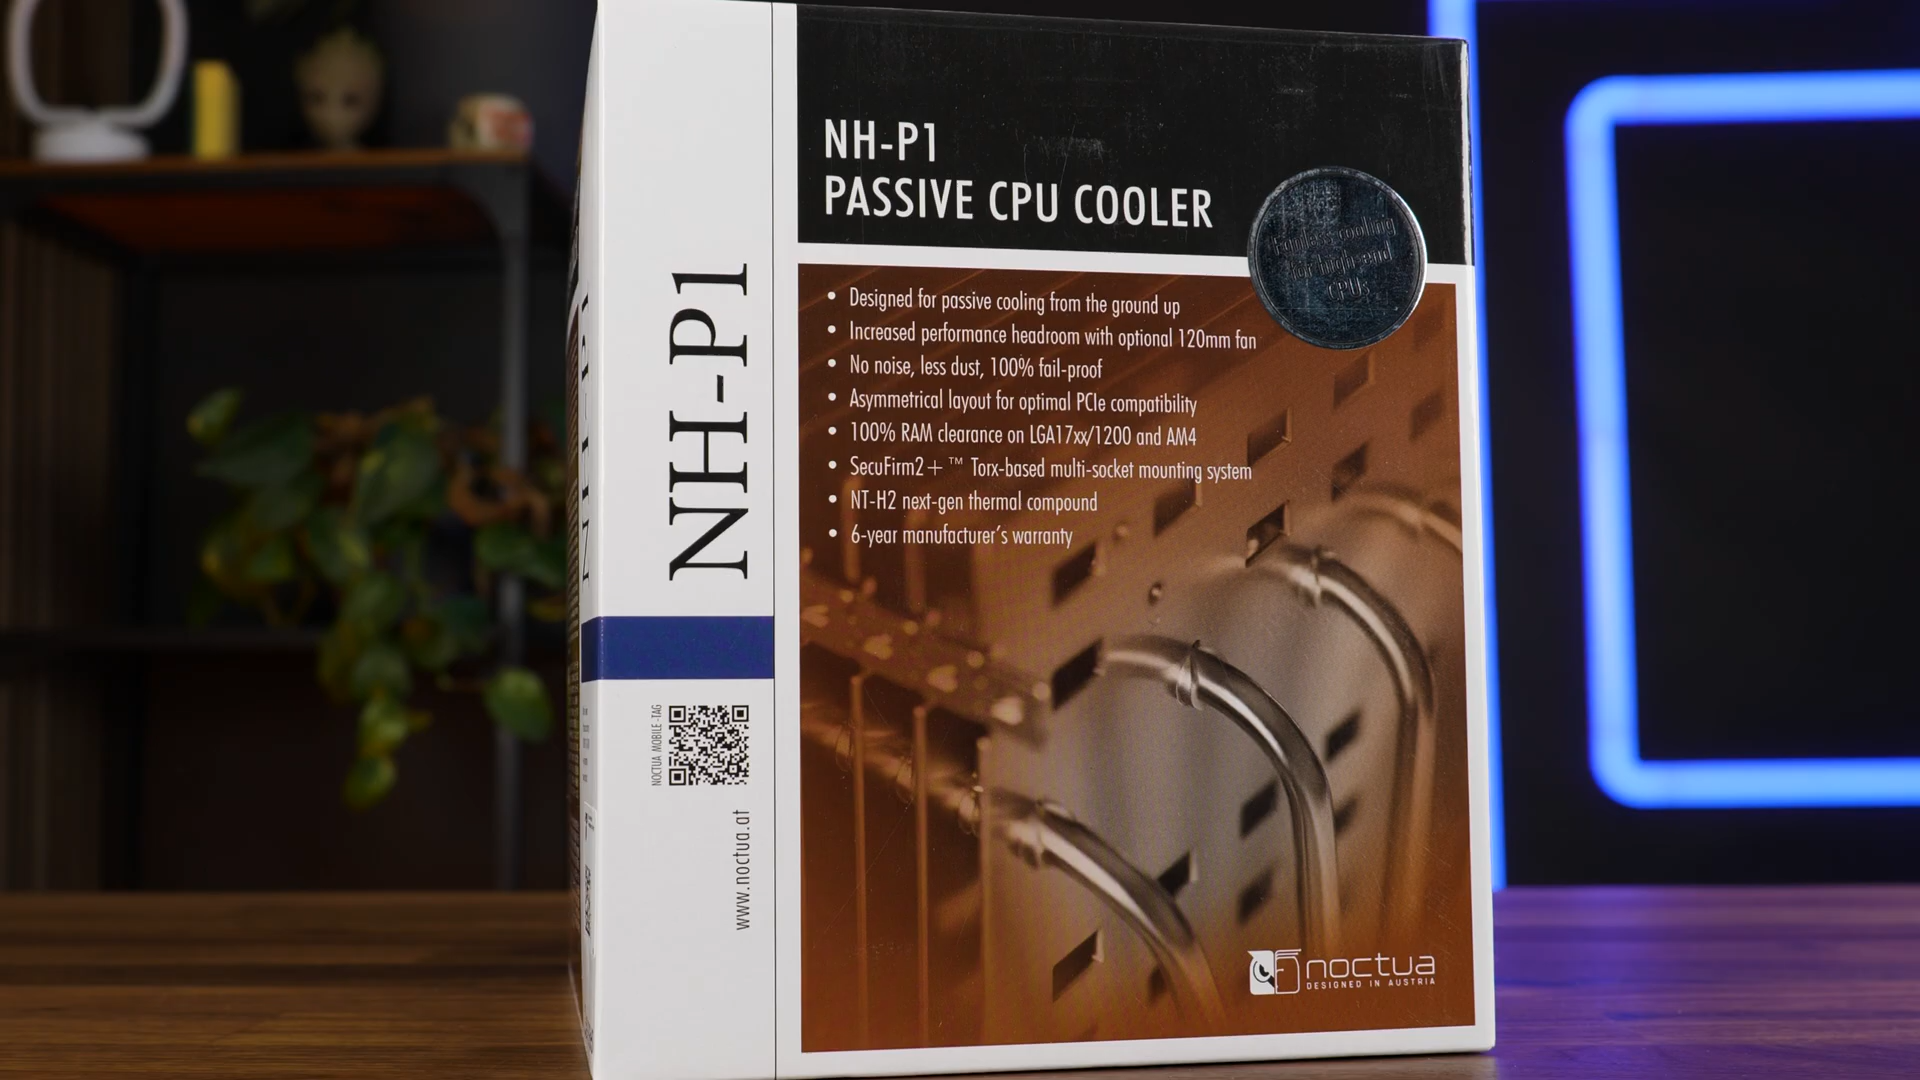 NH-P1
PASSIVE CPU COOLER
Fanless cooling
for high-end
CPUs
• Designed for passive cooling from the ground up
• Increased performance headroom with optional 120mm fan
• No noise, less dust, 100% fail-proof
• Asymmetrical layout for optimal PCIe compatibility
• 100% RAM clearance on LGA17xx/1200 and AM4
• SecuFirm2+™ Torx-based multi-socket mounting system
• NT-H2 next-gen thermal compound
• 6-year manufacturer's warranty
noctua
DESIGNED IN AUSTRIA
NH-P1
NOCTUA MOBILE-TAG
www.noctua.at